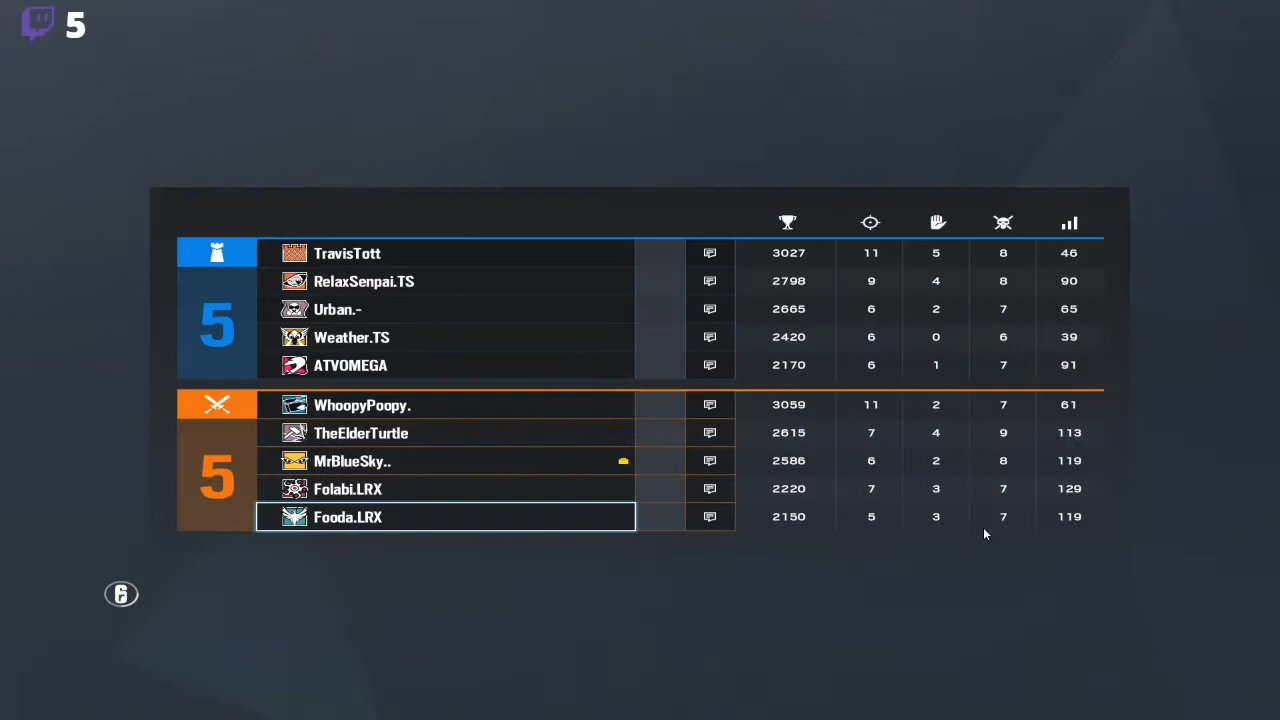 5
TravisTott 3027 11 5 8 46
RelaxSenpai.TS 2798 9 4 8 90
5 Urban.- 2665 6 2 7 65
Weather.TS 2420 6 0 6 39
ATVOMEGA 2170 6 1 7 91
WhoopyPoopy. 3059 11 2 7 61
TheElderTurtle 2615 7 4 9 113
5 MrBlueSky.. 2586 6 2 8 119
Folabi.LRX 2220 7 3 7 129
Fooda.LRX 2150 5 3 7 119
6